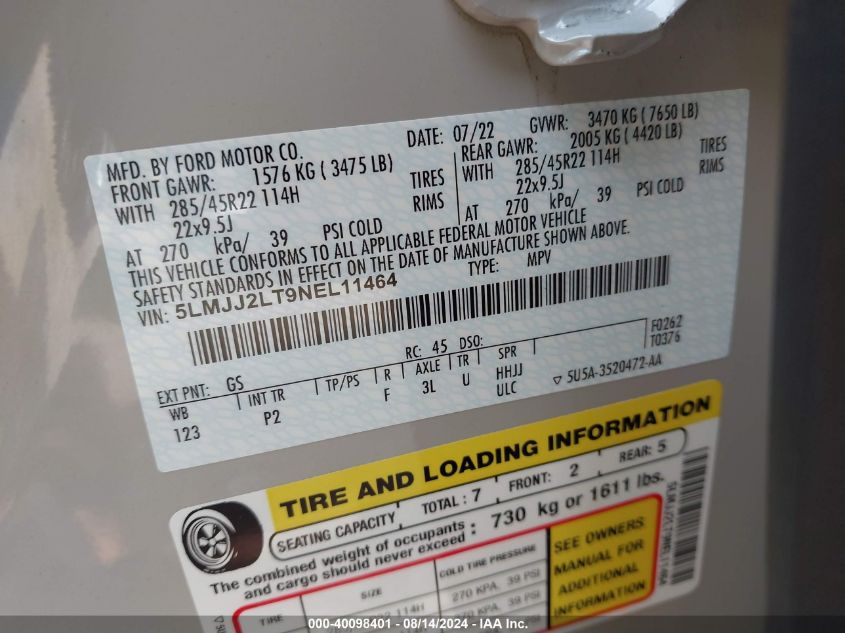 MFD. BY FORD MOTOR CO.
DATE: 07/22 GVWR: 3470 KG ( 7650 LB)
FRONT GAWR: 1576 KG ( 3475 LB) REAR GAWR: 2005 KG ( 4420 LB)
WITH 285/45R22 114H TIRES WITH 285/45R22 114H TIRES
22x9.5J RIMS 22x9.5J RIMS
AT 270 kPa/ 39 PSI COLD AT 270 kPa/ 39 PSI COLD
THIS VEHICLE CONFORMS TO ALL APPLICABLE FEDERAL MOTOR VEHICLE
SAFETY STANDARDS IN EFFECT ON THE DATE OF MANUFACTURE SHOWN ABOVE.
VIN: 5LMJJ2LT9NEL11464 TYPE: MPV
F0262
T0376
EXT PNT: GS RC: 45 DSO:
WB INT TR TP/PS R AXLE TR SPR
123 P2 F 3L U HHJJ
ULC
5U5A-3520472-AA
TIRE AND LOADING INFORMATION
SEATING CAPACITY TOTAL : 7 FRONT: 2 REAR: 5
The combined weight of occupants and cargo should never exceed : 730 kg or 1611 lbs.
TIRE SIZE COLD TIRE PRESSURE
114H 270 KPA, 39 PSI
270 KPA, 39 PSI
SEE OWNERS
MANUAL FOR
ADDITIONAL
INFORMATION
000-40098401 - 08/14/2024 - IAA Inc.